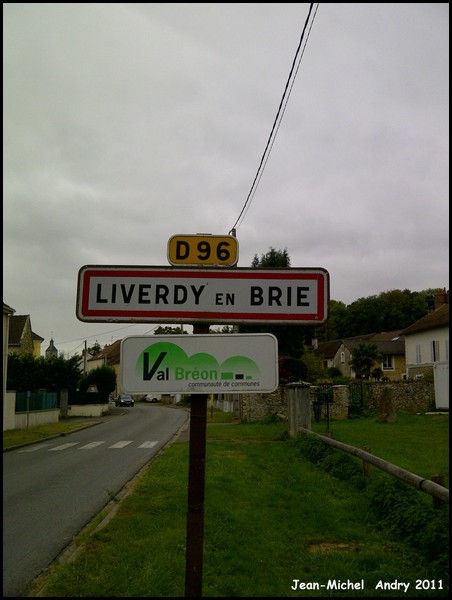 D96
LIVERDY EN BRIE
Val Bréon
communauté de communes
Jean-Michel Andry 2011